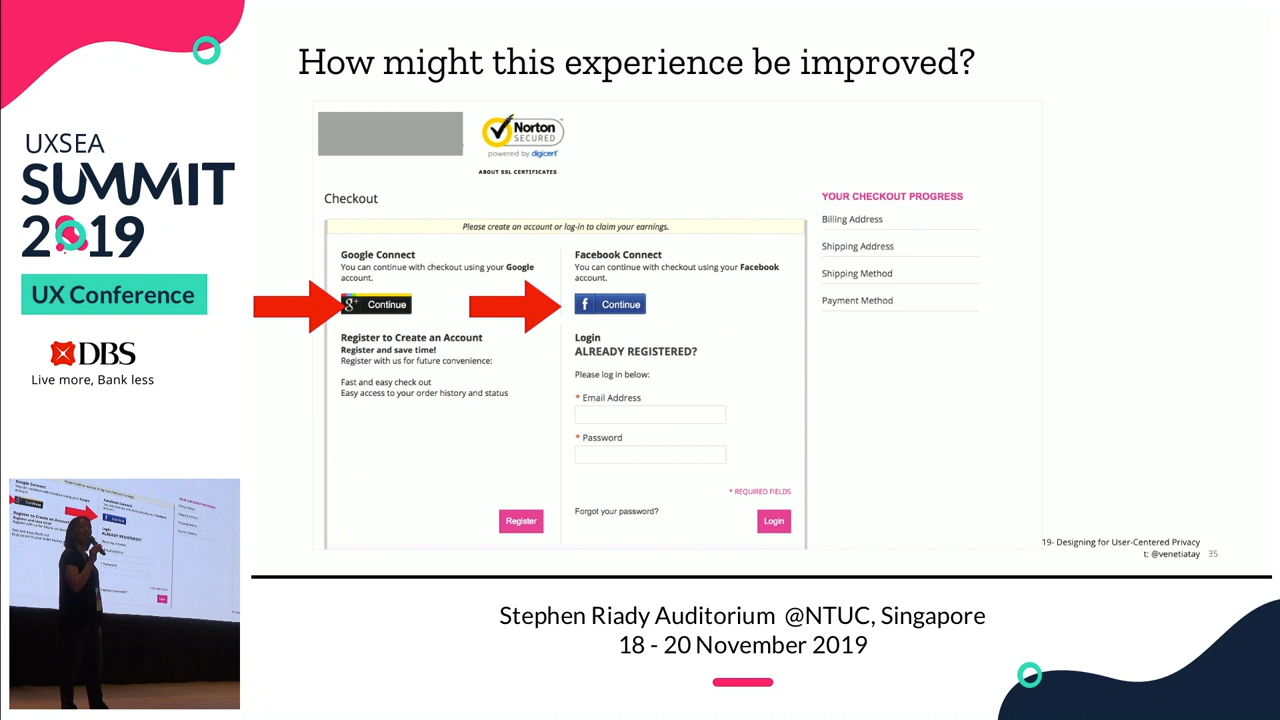 How might this experience be improved?
UXSEA
SUMMIT
2019
UX Conference
DBS
Live more, Bank less
Norton
SECURED
powered by digicert
ABOUT SSL CERTIFICATES
Checkout
Please create an account or log-in to claim your earnings.
Google Connect
You can continue with checkout using your Google
account.
g+ Continue
Register to Create an Account
Register and save time!
Register with us for future convenience:
Fast and easy check out
Easy access to your order history and status
Register
Facebook Connect
You can continue with checkout using your Facebook
account.
f Continue
Login
ALREADY REGISTERED?
Please log in below:
* Email Address
* Password
* REQUIRED FIELDS
Forgot your password?
Login
YOUR CHECKOUT PROGRESS
Billing Address
Shipping Address
Shipping Method
Payment Method
19- Designing for User-Centered Privacy
t: @venetiatay 35
Stephen Riady Auditorium @NTUC, Singapore
18 - 20 November 2019